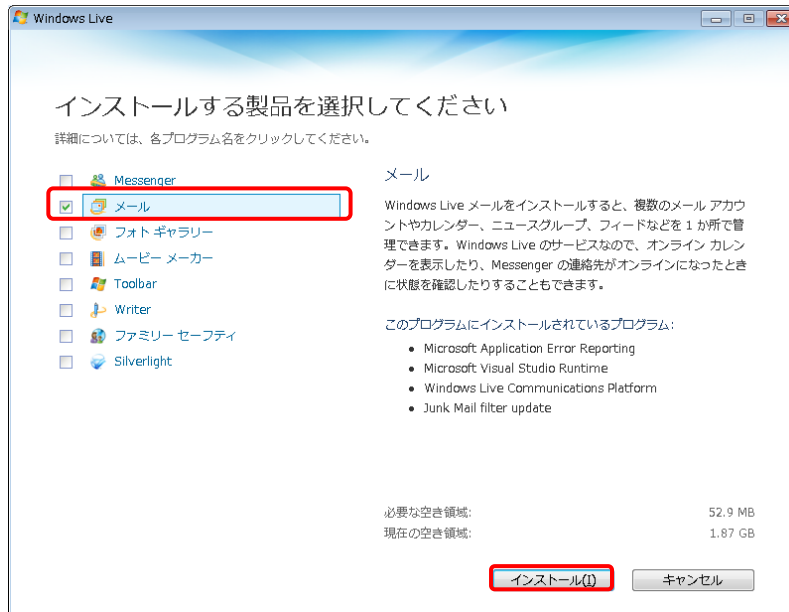 Windows Live
インストールする製品を選択してください
詳細については、各プログラム名をクリックしてください。
Messenger
メール
フォト ギャラリー
ムービー メーカー
Toolbar
Writer
ファミリー セーフティ
Silverlight
メール
Windows Live メールをインストールすると、複数のメール アカウ
ントやカレンダー、ニュースグループ、フィードなどを 1 か所で管
理できます。Windows Live のサービスなので、オンライン カレン
ダーを表示したり、Messenger の連絡先がオンラインになったとき
に状態を確認したりすることもできます。
このプログラムにインストールされているプログラム:
• Microsoft Application Error Reporting
• Microsoft Visual Studio Runtime
• Windows Live Communications Platform
• Junk Mail filter update
必要な空き領域: 52.9 MB
現在の空き領域: 1.87 GB
インストール(I) キャンセル